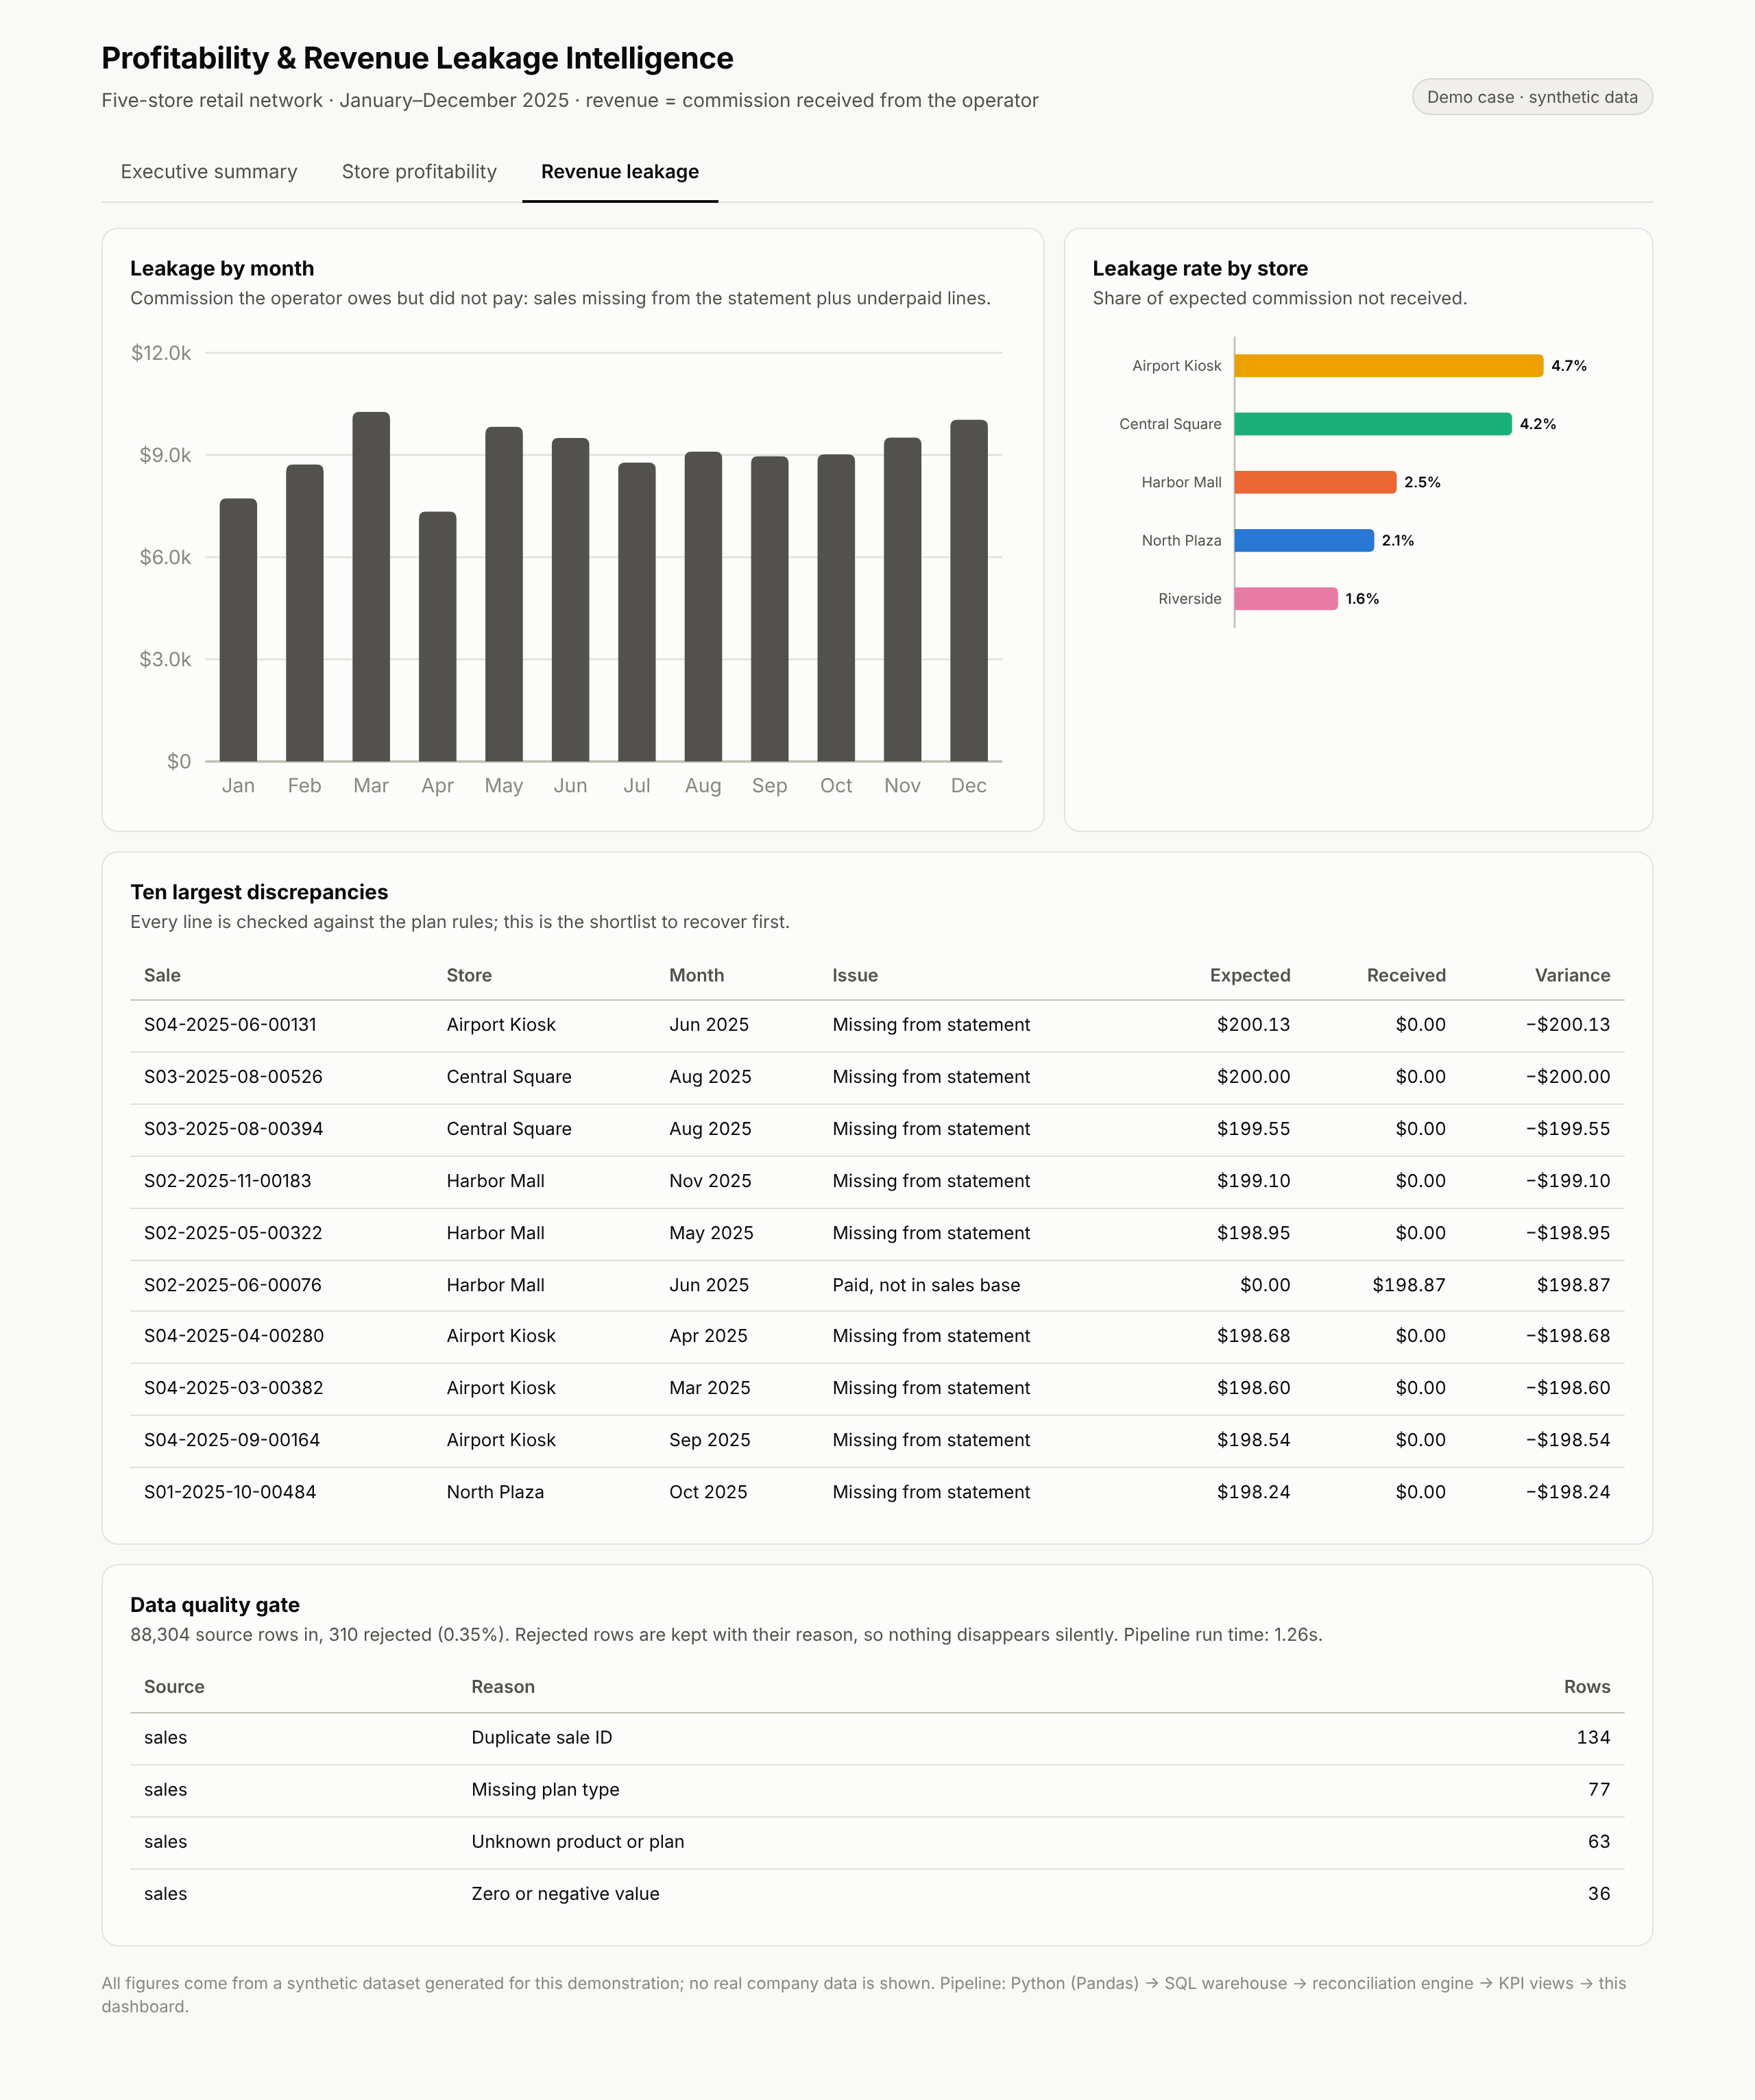 Profitability & Revenue Leakage Intelligence
Five-store retail network · January–December 2025 · revenue = commission received from the operator
Demo case · synthetic data
Executive summary Store profitability Revenue leakage
Leakage by month
Commission the operator owes but did not pay: sales missing from the statement plus underpaid lines.
$12.0k
$9.0k
$6.0k
$3.0k
$0
Jan Feb Mar Apr May Jun Jul Aug Sep Oct Nov Dec
Leakage rate by store
Share of expected commission not received.
Airport Kiosk 4.7%
Central Square 4.2%
Harbor Mall 2.5%
North Plaza 2.1%
Riverside 1.6%
Ten largest discrepancies
Every line is checked against the plan rules; this is the shortlist to recover first.
Sale Store Month Issue Expected Received Variance
S04-2025-06-00131 Airport Kiosk Jun 2025 Missing from statement $200.13 $0.00 −$200.13
S03-2025-08-00526 Central Square Aug 2025 Missing from statement $200.00 $0.00 −$200.00
S03-2025-08-00394 Central Square Aug 2025 Missing from statement $199.55 $0.00 −$199.55
S02-2025-11-00183 Harbor Mall Nov 2025 Missing from statement $199.10 $0.00 −$199.10
S02-2025-05-00322 Harbor Mall May 2025 Missing from statement $198.95 $0.00 −$198.95
S02-2025-06-00076 Harbor Mall Jun 2025 Paid, not in sales base $0.00 $198.87 $198.87
S04-2025-04-00280 Airport Kiosk Apr 2025 Missing from statement $198.68 $0.00 −$198.68
S04-2025-03-00382 Airport Kiosk Mar 2025 Missing from statement $198.60 $0.00 −$198.60
S04-2025-09-00164 Airport Kiosk Sep 2025 Missing from statement $198.54 $0.00 −$198.54
S01-2025-10-00484 North Plaza Oct 2025 Missing from statement $198.24 $0.00 −$198.24
Data quality gate
88,304 source rows in, 310 rejected (0.35%). Rejected rows are kept with their reason, so nothing disappears silently. Pipeline run time: 1.26s.
Source Reason Rows
sales Duplicate sale ID 134
sales Missing plan type 77
sales Unknown product or plan 63
sales Zero or negative value 36
All figures come from a synthetic dataset generated for this demonstration; no real company data is shown. Pipeline: Python (Pandas) → SQL warehouse → reconciliation engine → KPI views → this
dashboard.